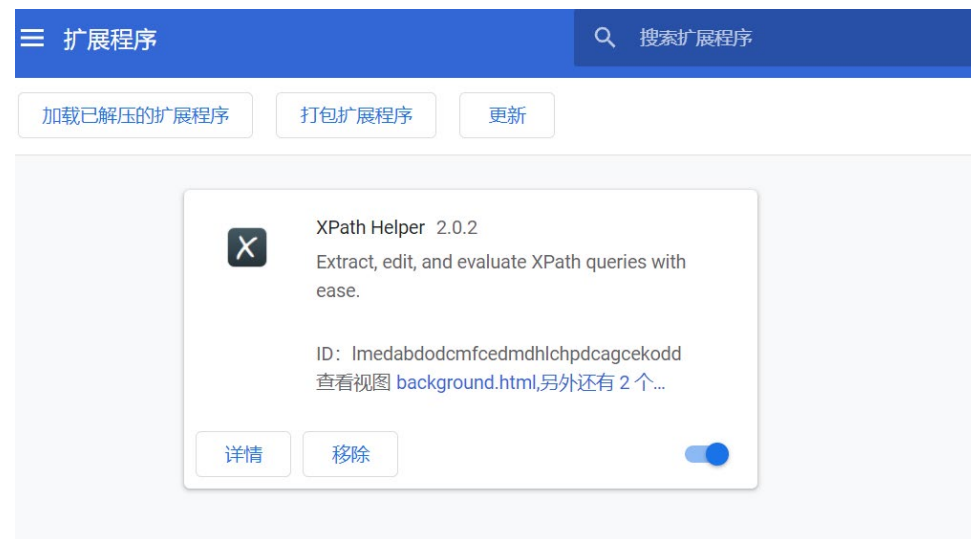 扩展程序
搜索扩展程序
加载已解压的扩展程序
打包扩展程序
更新
XPath Helper 2.0.2
Extract, edit, and evaluate XPath queries with
ease.
ID：lmedabdodcmfcedmdhlchpdcagcekodd
查看视图 background.html,另外还有 2 个...
详情
移除